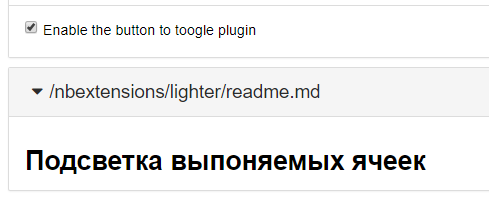 Enable the button to toogle plugin
/nbextensions/lighter/readme.md
Подсветка выпоняемых ячеек